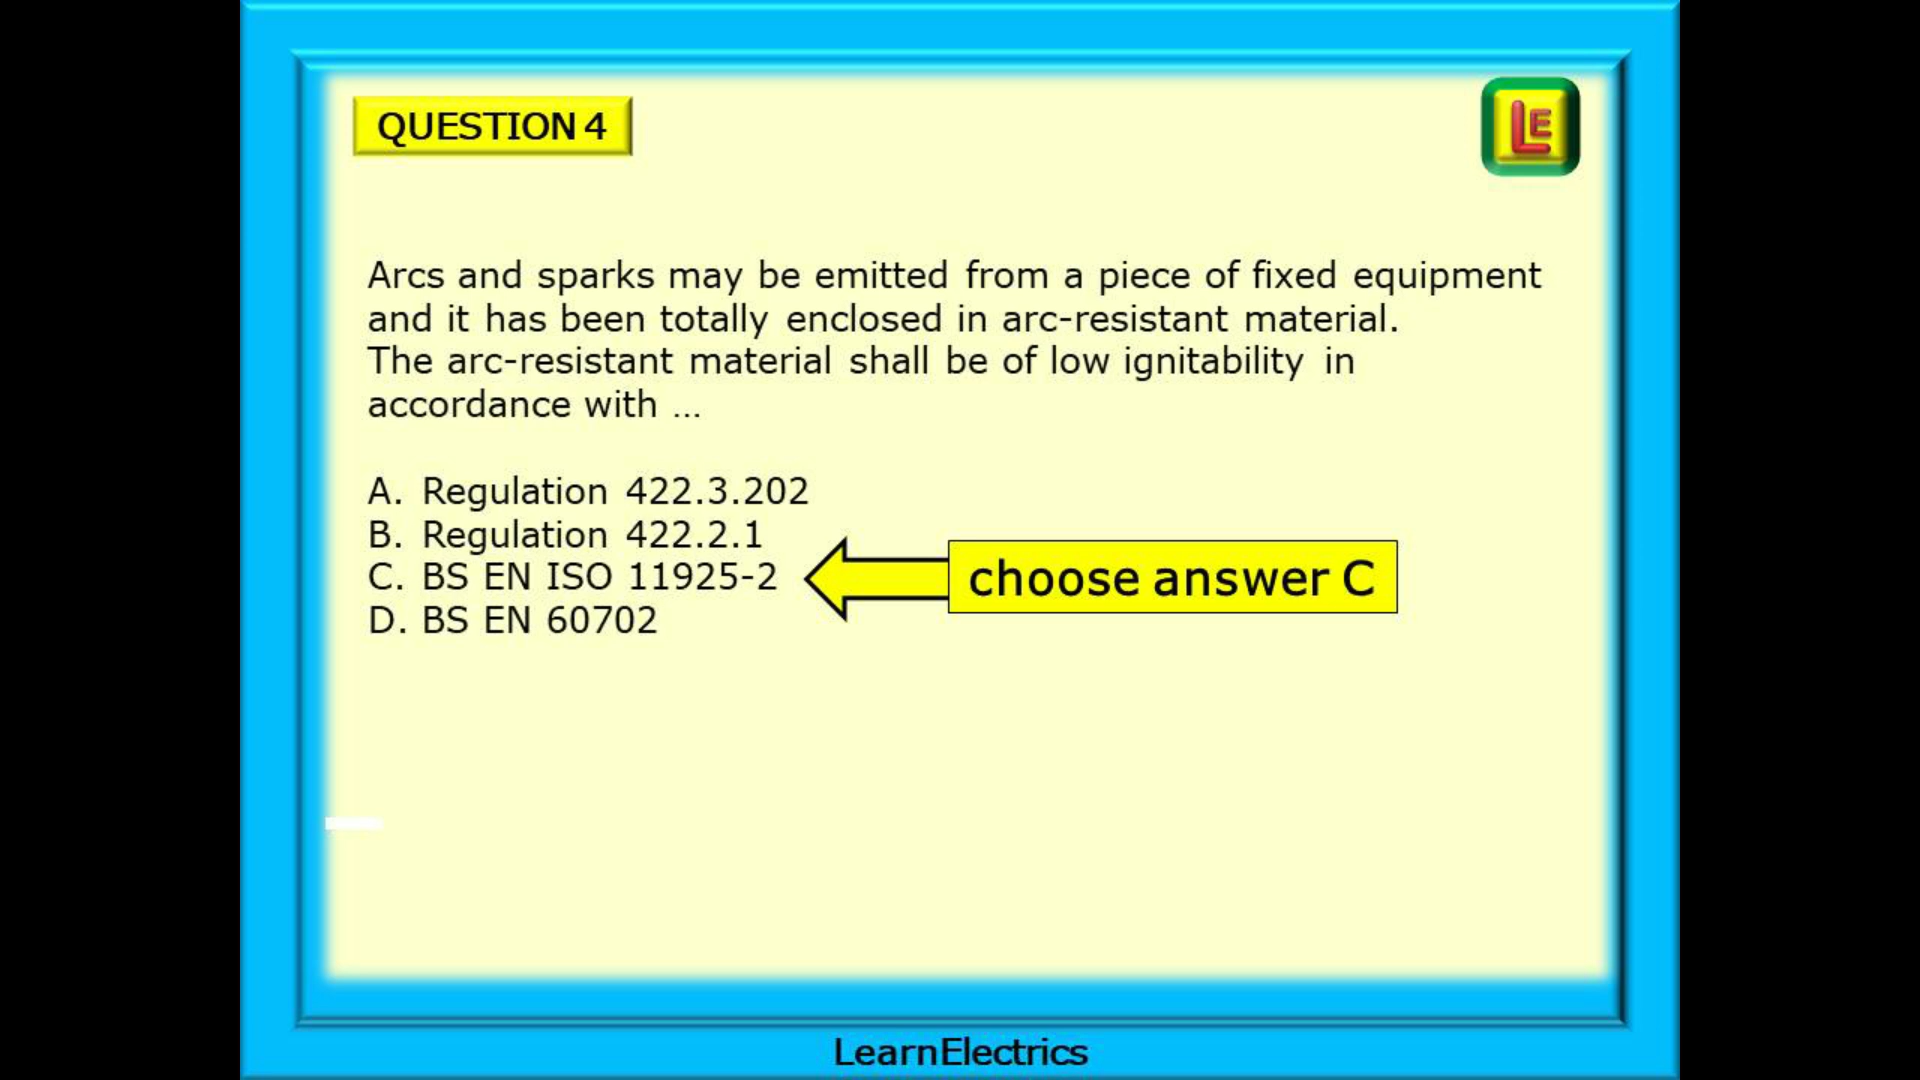 QUESTION 4
LE
Arcs and sparks may be emitted from a piece of fixed equipment
and it has been totally enclosed in arc-resistant material.
The arc-resistant material shall be of low ignitability in
accordance with ...
A. Regulation 422.3.202
B. Regulation 422.2.1
C. BS EN ISO 11925-2
choose answer C
D. BS EN 60702
LearnElectrics